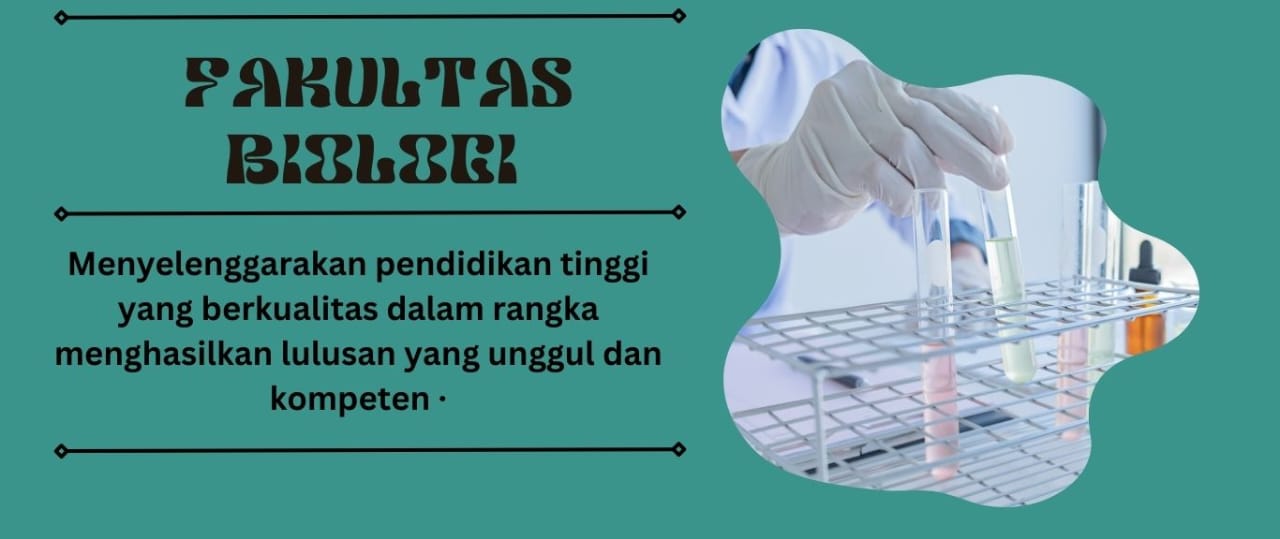 FAKULTAS
BIOLOGI
Menyelenggarakan pendidikan tinggi
yang berkualitas dalam rangka
menghasilkan lulusan yang unggul dan
kompeten ·